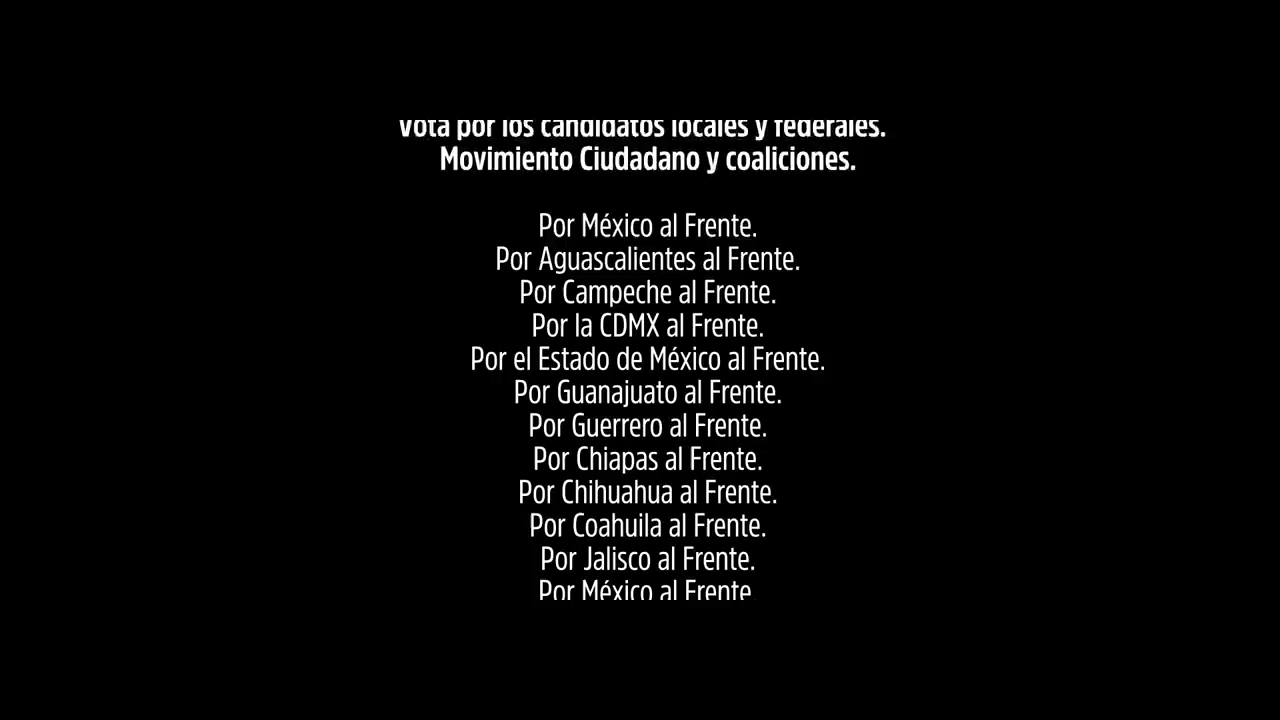 Vota por los candidatos locales y federales.
Movimiento Ciudadano y coaliciones.
Por México al Frente.
Por Aguascalientes al Frente.
Por Campeche al Frente.
Por la CDMX al Frente.
Por el Estado de México al Frente.
Por Guanajuato al Frente.
Por Guerrero al Frente.
Por Chiapas al Frente.
Por Chihuahua al Frente.
Por Coahuila al Frente.
Por Jalisco al Frente.
Por México al Frente